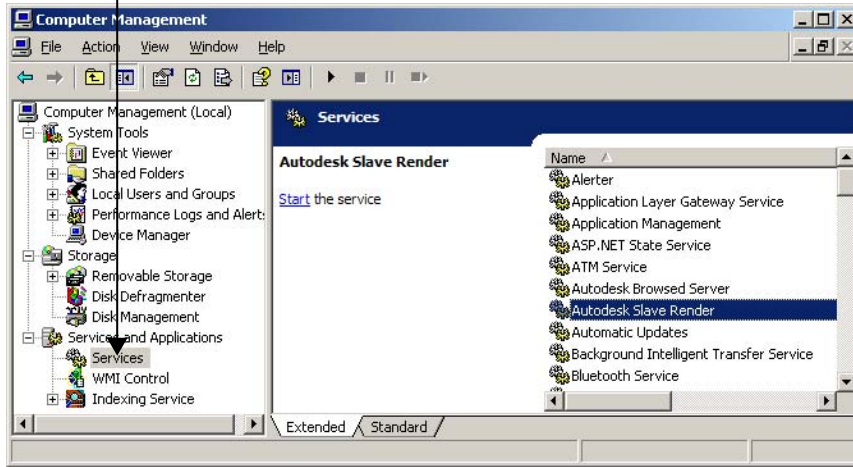 Computer Management
File Action View Window Help
Computer Management (Local)
System Tools
Event Viewer
Shared Folders
Local Users and Groups
Performance Logs and Alert
Device Manager
Storage
Removable Storage
Disk Defragmenter
Disk Management
Services and Applications
Services
WMI Control
Indexing Service
Services
Autodesk Slave Render
Start the service
Name
Alerter
Application Layer Gateway Service
Application Management
ASP.NET State Service
ATM Service
Autodesk Browsed Server
Autodesk Slave Render
Automatic Updates
Background Intelligent Transfer Service
Bluetooth Service
Extended Standard